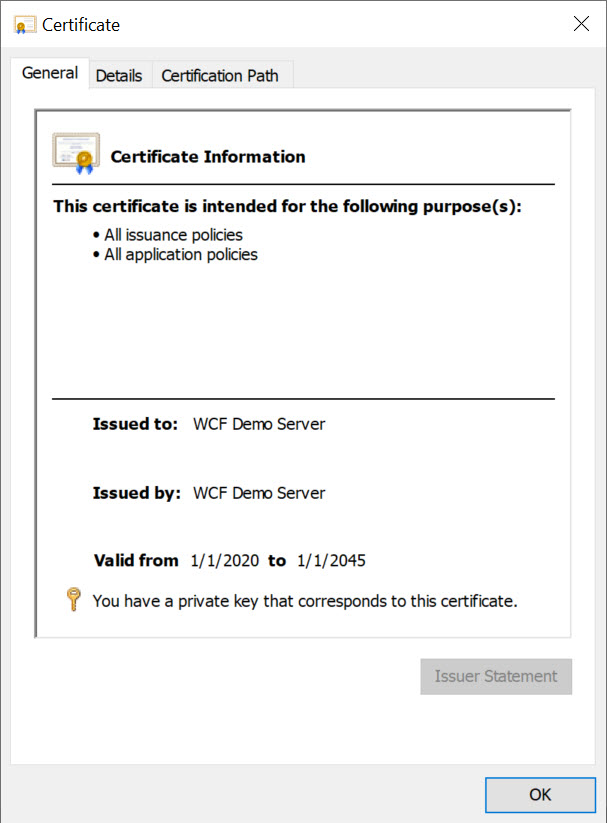 Certificate
General Details Certification Path
Certificate Information
This certificate is intended for the following purpose(s):
• All issuance policies
• All application policies
Issued to: WCF Demo Server
Issued by: WCF Demo Server
Valid from 1/1/2020 to 1/1/2045
You have a private key that corresponds to this certificate.
Issuer Statement
OK